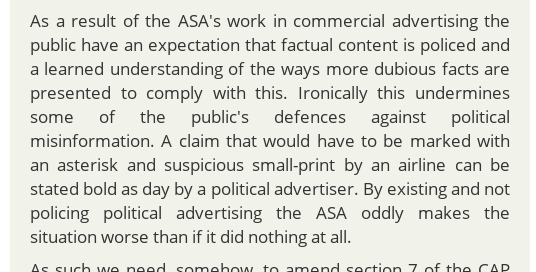 As a result of the ASA's work in commercial advertising the
public have an expectation that factual content is policed and
a learned understanding of the ways more dubious facts are
presented to comply with this. Ironically this undermines
some of the public's defences against political
misinformation. A claim that would have to be marked with
an asterisk and suspicious small-print by an airline can be
stated bold as day by a political advertiser. By existing and not
policing political advertising the ASA oddly makes the
situation worse than if it did nothing at all.
As such we need, somehow, to amend section 7 of the CAP